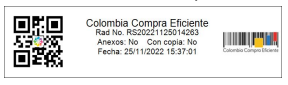 Colombia Compra Eficiente
Rad No. RS20221125014263
Anexos: No Con copia: No
Fecha: 25/11/2022 15:37:01
Colombia Compra Eficiente